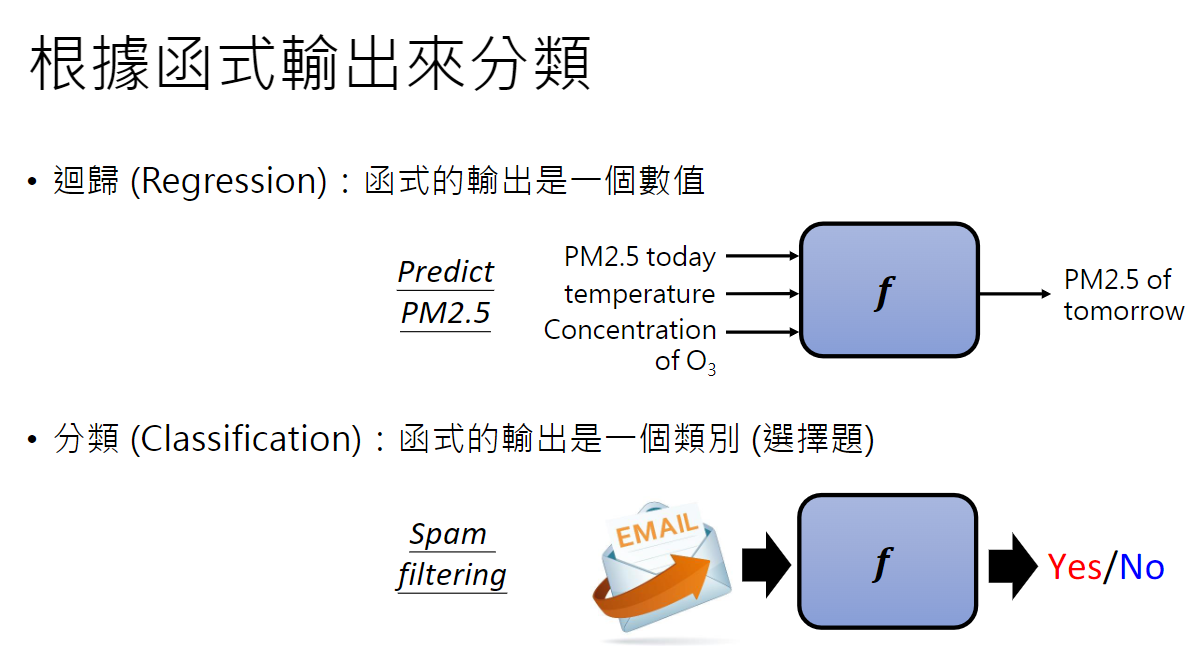 根據函式輸出來分類
• 迴歸 (Regression)：函式的輸出是一個數值
Predict
PM2.5
PM2.5 today
temperature
Concentration
of O₃
f
PM2.5 of
tomorrow
• 分類 (Classification)：函式的輸出是一個類別 (選擇題)
Spam
filtering
EMAIL
f
Yes/No